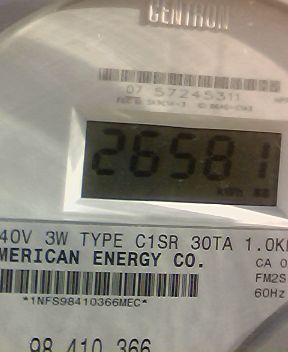 CENTRON
07 57245311
26581
kWh
40V 3W TYPE C1SR 30TA 1.0K
MERICAN ENERGY CO.
CA 0
FM2S
60Hz
*1NFS98410366MEC*
98 410 366